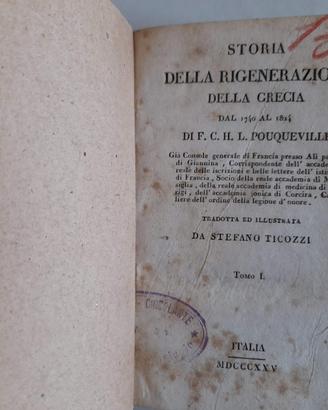 STORIA
DELLA RIGENERAZIO
DELLA GRECIA
DAL 1740 AL 1824
DI F. C. H. L. POUQUEVILLE
Già Console generale di Francia presso Alì pa
di Giannina, Corrispondente dell' accade
reale delle iscrizioni e belle lettere dell' isti
di Francia, Socio della reale accademia di M
siglia, della reale accademia di medicina di
rigi, dell' accademia jonica di Corcira, C
liere dell' ordine della legione d' onore.
TRADOTTA ED ILLUSTRATA
DA STEFANO TICOZZI
Tomo I.
ITALIA
MDCCCXXV